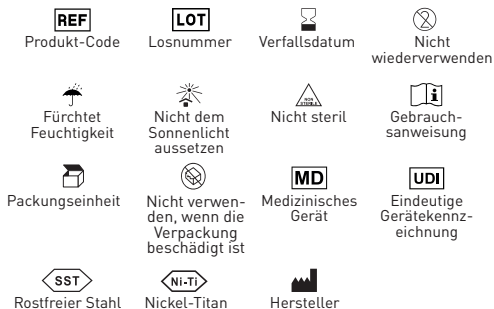 REF
LOT
Produkt-Code
Losnummer
Verfallsdatum
Nicht
wiederverwenden
2
NON
STERILE
i
Fürchtet
Feuchtigkeit
Nicht dem
Sonnenlicht
aussetzen
Nicht steril
Gebrauch-
sanweisung
MD
UDI
Packungseinheit
Nicht verwen-
den, wenn die
Verpackung
beschädigt ist
Medizinisches
Gerät
Eindeutige
Gerätekennz-
eichnung
SST
Ni-Ti
Rostfreier Stahl
Nickel-Titan
Hersteller